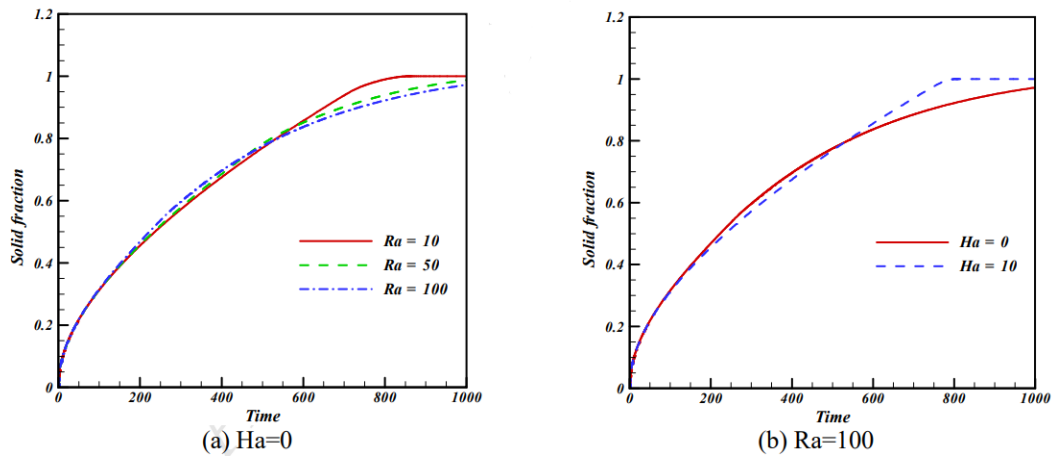 1.2
1
0.8
0.6
0.4
0.2
0
Solid fraction
Ra = 10
Ra = 50
Ra = 100
0 200 400 600 800 1000
Time
(a) Ha=0
1.2
1
0.8
0.6
0.4
0.2
0
Solid fraction
Ha = 0
Ha = 10
0 200 400 600 800 1000
Time
(b) Ra=100